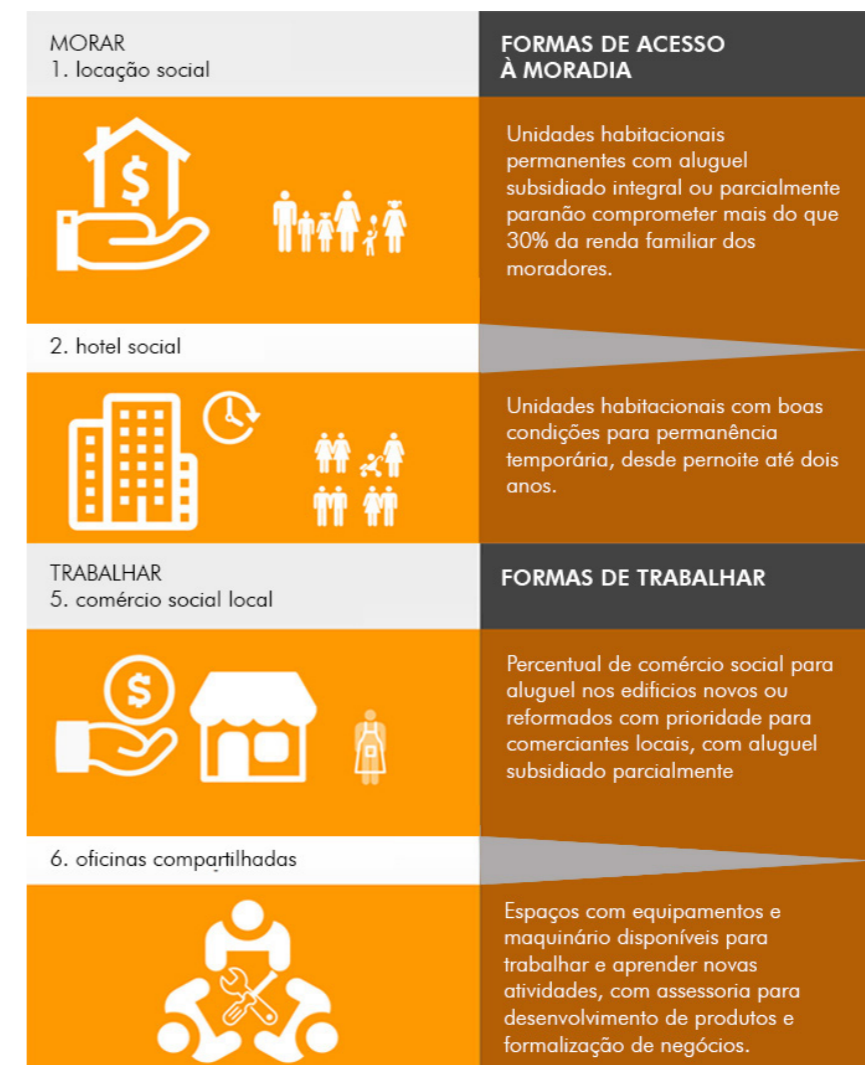 MORAR
1. locação social
FORMAS DE ACESSO
À MORADIA
$
Unidades habitacionais
permanentes com aluguel
subsidiado integral ou parcialmente
paranão comprometer mais do que
30% da renda familiar dos
moradores.
2. hotel social
Unidades habitacionais com boas
condições para permanência
temporária, desde pernoite até dois
anos.
TRABALHAR
5. comércio social local
FORMAS DE TRABALHAR
$
Percentual de comércio social para
aluguel nos edificios novos ou
reformados com prioridade para
comerciantes locais, com aluguel
subsidiado parcialmente
6. oficinas compartilhadas
Espaços com equipamentos e
maquinário disponíveis para
trabalhar e aprender novas
atividades, com assessoria para
desenvolvimento de produtos e
formalização de negócios.